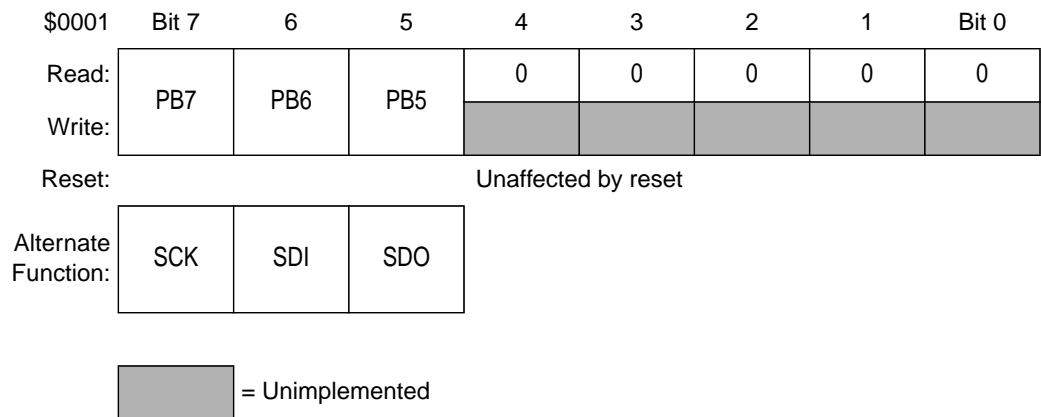 $0001 Bit 7 6 5 4 3 2 1 Bit 0
Read: PB7 PB6 PB5 0 0 0 0 0
Write:
Reset: Unaffected by reset
Alternate Function: SCK SDI SDO
= Unimplemented